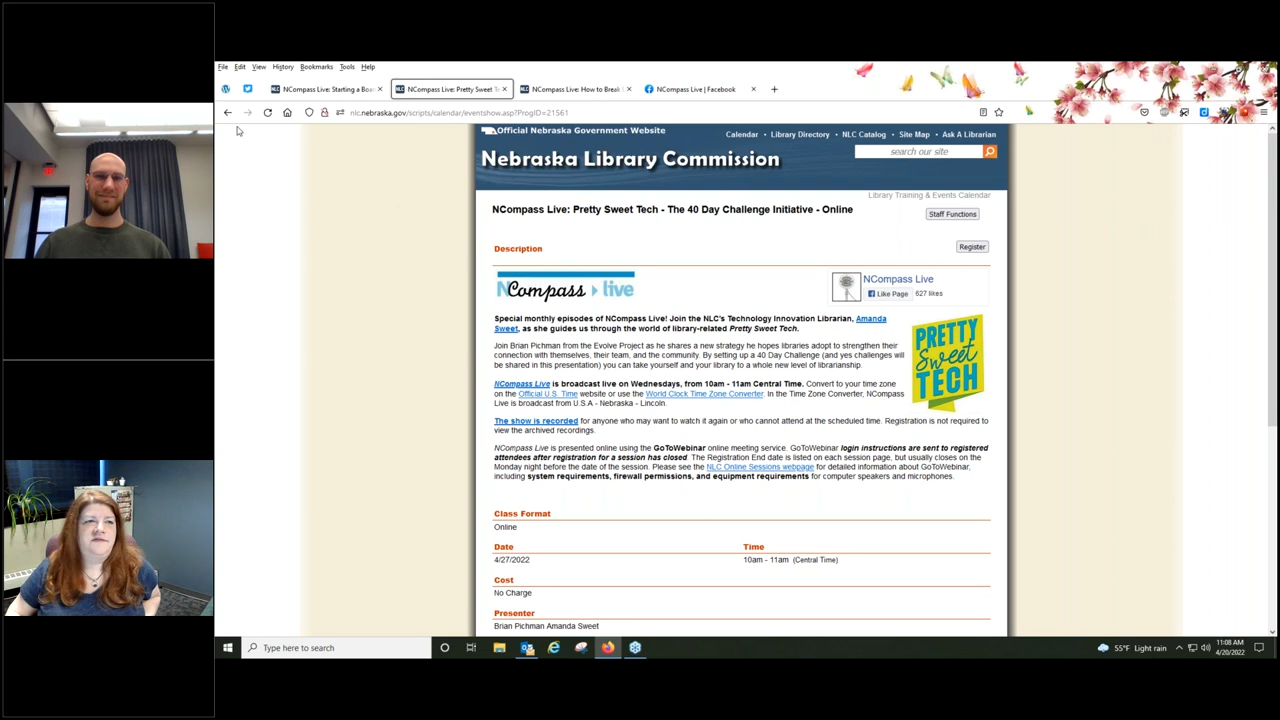 File Edit View History Bookmarks Tools Help
NCompass Live: Starting a Boar
NCompass Live: Pretty Sweet Te
NCompass Live: How to Break
NCompass Live | Facebook
nlc.nebraska.gov/scripts/calendar/eventshow.asp?ProgID=21561
Official Nebraska Government Website
Calendar • Library Directory • NLC Catalog • Site Map • Ask A Librarian
Nebraska Library Commission
search our site
Library Training & Events Calendar
NCompass Live: Pretty Sweet Tech - The 40 Day Challenge Initiative - Online
Staff Functions
Description
Register
NCompass live
NCompass Live
Like Page 627 likes
Special monthly episodes of NCompass Live! Join the NLC's Technology Innovation Librarian, Amanda
Sweet, as she guides us through the world of library-related Pretty Sweet Tech.
PRETTY
Sweet
TECH
Join Brian Pichman from the Evolve Project as he shares a new strategy he hopes libraries adopt to strengthen their
connection with themselves, their team, and the community. By setting up a 40 Day Challenge (and yes challenges will
be shared in this presentation) you can take yourself and your library to a whole new level of librarianship.
NCompass Live is broadcast live on Wednesdays, from 10am - 11am Central Time. Convert to your time zone
on the Official U.S. Time website or use the World Clock Time Zone Converter. In the Time Zone Converter, NCompass
Live is broadcast from U.S.A - Nebraska - Lincoln.
The show is recorded for anyone who may want to watch it again or who cannot attend at the scheduled time. Registration is not required to
view the archived recordings.
NCompass Live is presented online using the GoToWebinar online meeting service. GoToWebinar login instructions are sent to registered
attendees after registration for a session has closed. The Registration End date is listed on each session page, but usually closes on the
Monday night before the date of the session. Please see the NLC Online Sessions webpage for detailed information about GoToWebinar,
including system requirements, firewall permissions, and equipment requirements for computer speakers and microphones.
Class Format
Online
Date Time
4/27/2022 10am - 11am (Central Time)
Cost
No Charge
Presenter
Brian Pichman Amanda Sweet
Type here to search
55°F Light rain
11:08 AM
4/20/2022